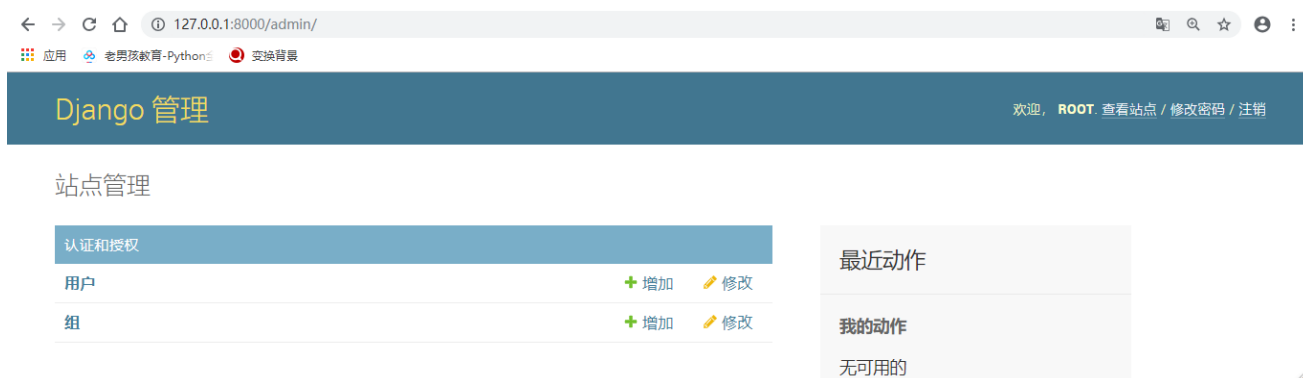 127.0.0.1:8000/admin/
应用 老男孩教育-Python 变换背景
Django 管理
欢迎， ROOT. 查看站点 / 修改密码 / 注销
站点管理
认证和授权
用户 增加 修改
组 增加 修改
最近动作
我的动作
无可用的